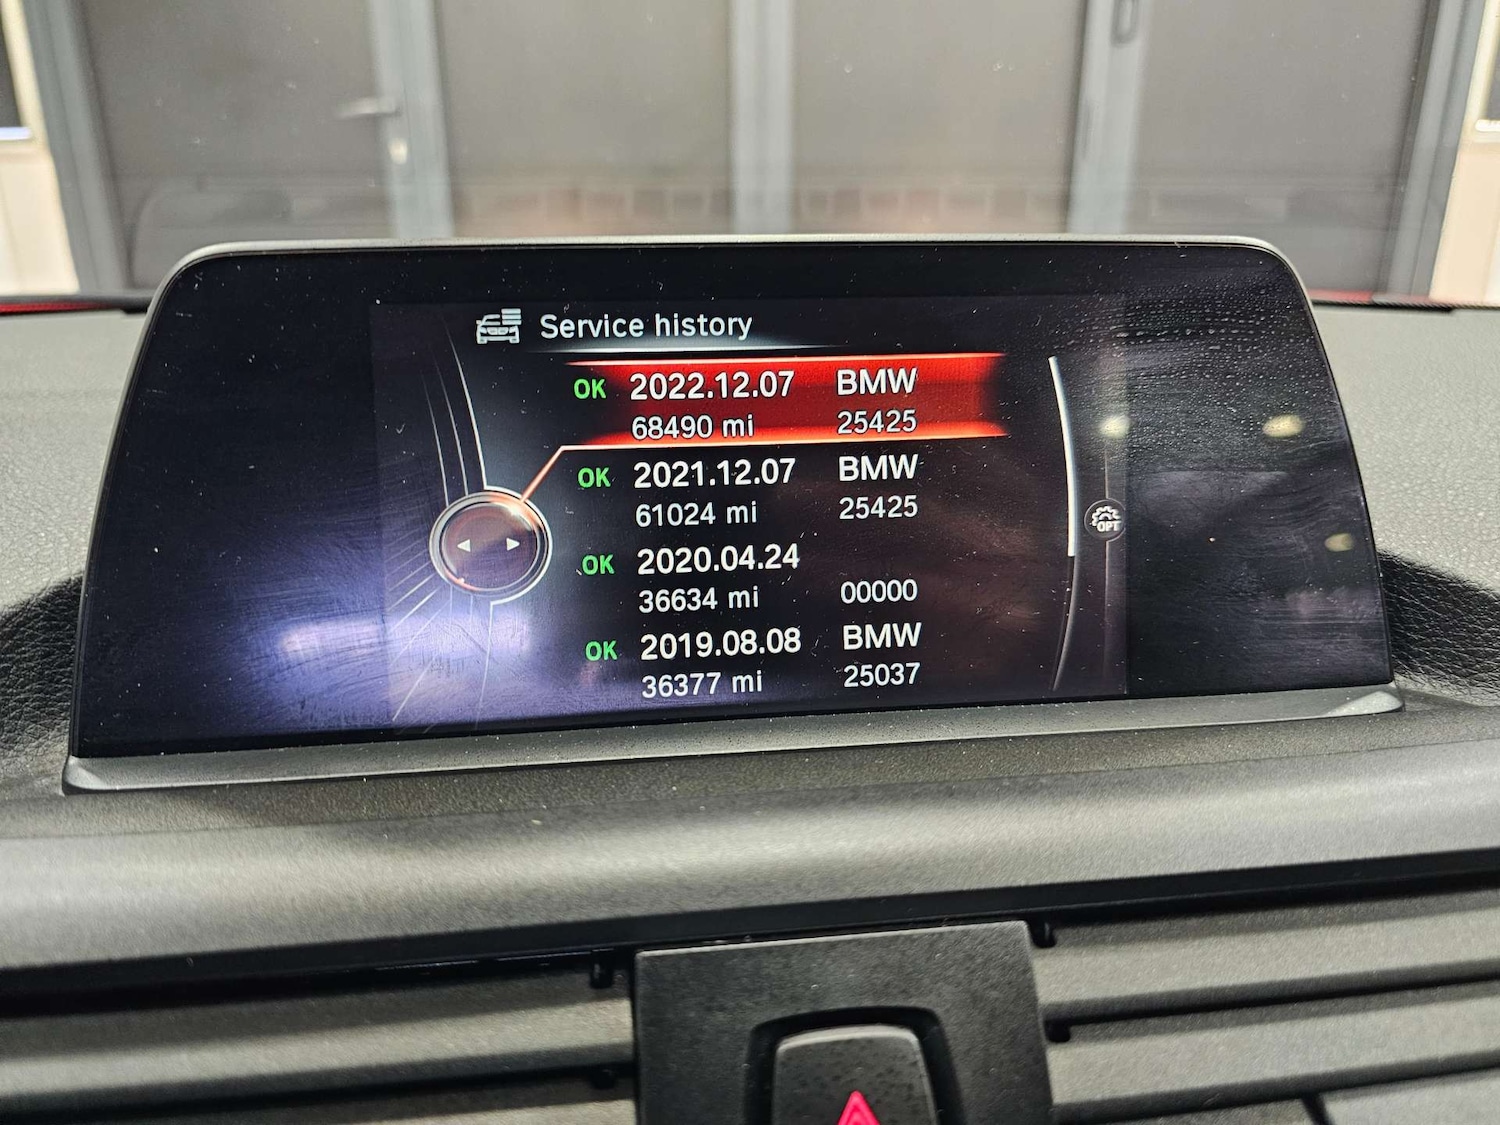 Service history
OK 2022.12.07 BMW
68490 mi 25425
OK 2021.12.07 BMW
61024 mi 25425
OK 2020.04.24
36634 mi 00000
OK 2019.08.08 BMW
36377 mi 25037
OPT